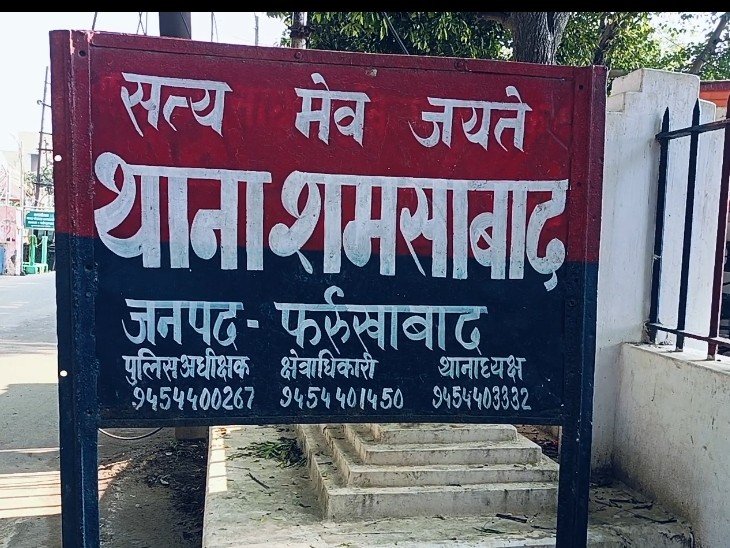 सत्य मेव जयते
थाना शमसाबाद
जनपद - फर्रुखाबाद
पुलिस अधीक्षक क्षेत्राधिकारी थानाध्यक्ष
9454400267 9454401450 9454403332